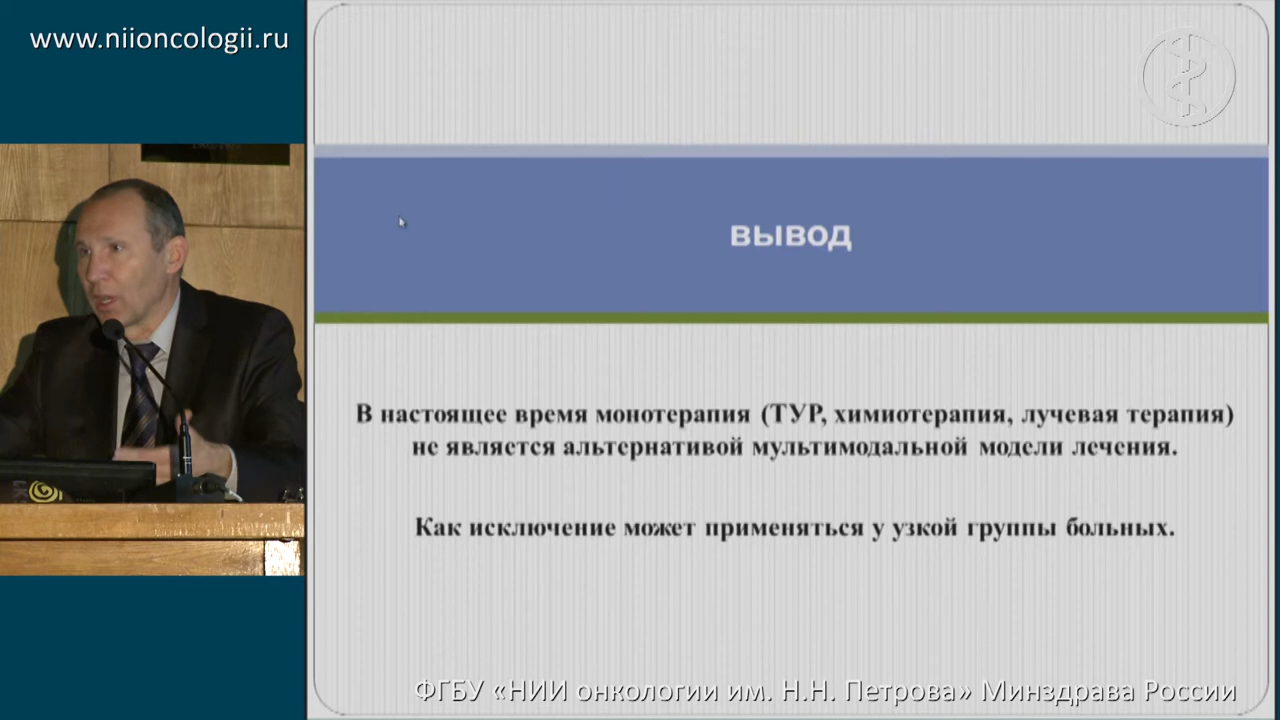 www.niioncologii.ru
ВЫВОД
В настоящее время монотерапия (ТУР, химиотерапия, лучевая терапия)
не является альтернативой мультимодальной модели лечения.
Как исключение может применяться у узкой группы больных.
ФГБУ «НИИ онкологии им. Н.Н. Петрова» Минздрава России